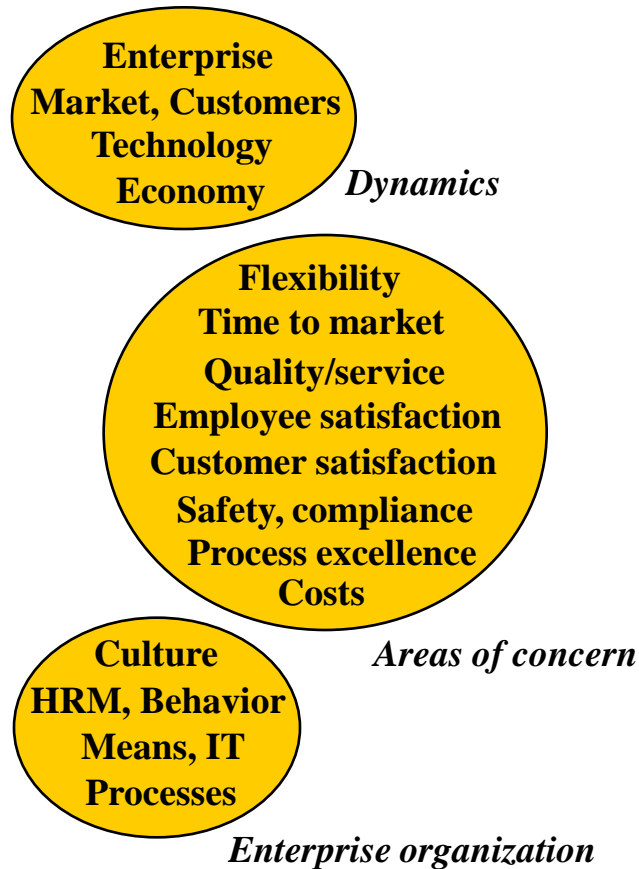 Enterprise
Market, Customers
Technology
Economy
Dynamics
Flexibility
Time to market
Quality/service
Employee satisfaction
Customer satisfaction
Safety, compliance
Process excellence
Costs
Areas of concern
Culture
HRM, Behavior
Means, IT
Processes
Enterprise organization